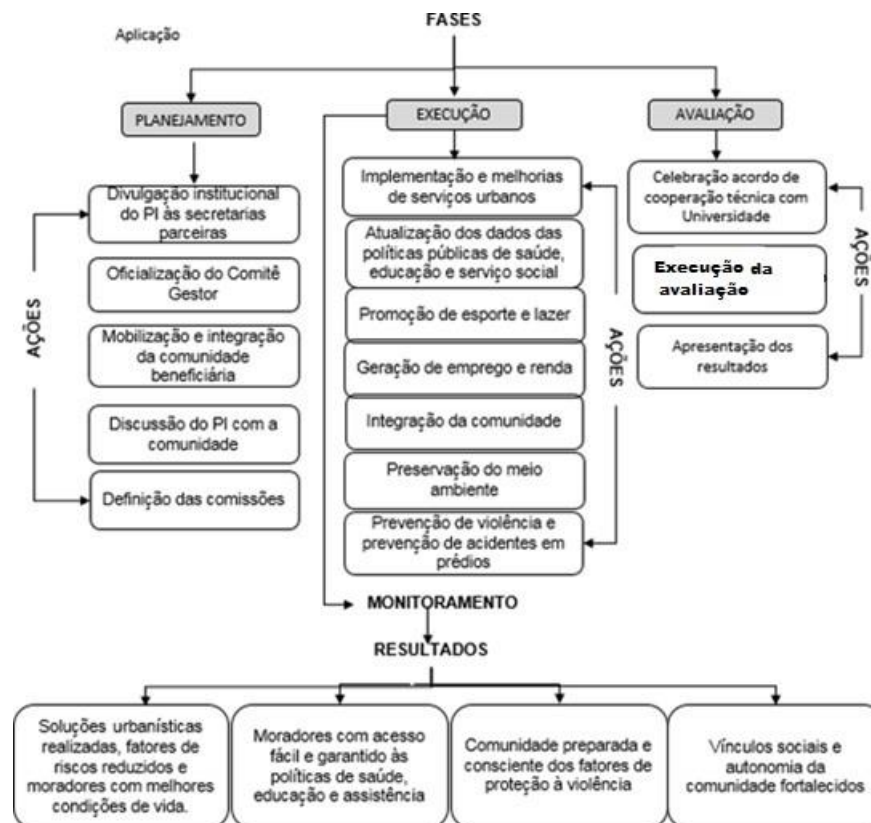 FASES
Aplicação
PLANEJAMENTO
EXECUÇÃO
AVALIAÇÃO
AÇÕES
Divulgação institucional
do PI às secretarias
parceiras
Oficialização do Comitê
Gestor
Mobilização e integração
da comunidade
beneficiária
Discussão do PI com a
comunidade
Definição das comissões
Implementação e melhorias
de serviços urbanos
Atualização dos dados das
políticas públicas de saúde,
educação e serviço social
Promoção de esporte e lazer
Geração de emprego e renda
Integração da comunidade
Preservação do meio
ambiente
Prevenção de violência e
prevenção de acidentes em
prédios
AÇÕES
Celebração acordo de
cooperação técnica com
Universidade
Execução da
avaliação
Apresentação dos
resultados
AÇÕES
MONITORAMENTO
RESULTADOS
Soluções urbanísticas
realizadas, fatores de
riscos reduzidos e
moradores com melhores
condições de vida.
Moradores com acesso
fácil e garantido às
políticas de saúde,
educação e assistência
Comunidade preparada e
consciente dos fatores de
proteção à violência
Vínculos sociais e
autonomia da
comunidade fortalecidos